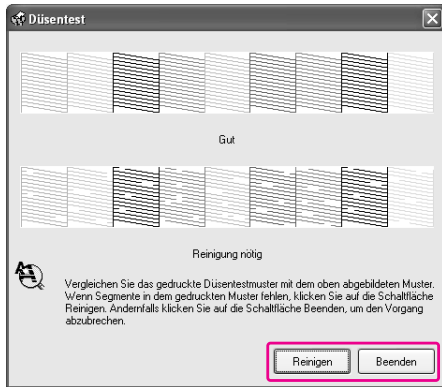 Düsentest
Gut
Reinigung nötig
Vergleichen Sie das gedruckte Düsentestmuster mit dem oben abgebildeten Muster.
Wenn Segmente in dem gedruckten Muster fehlen, klicken Sie auf die Schaltfläche
Reinigen. Andernfalls klicken Sie auf die Schaltfläche Beenden, um den Vorgang
abzubrechen.
Reinigen Beenden